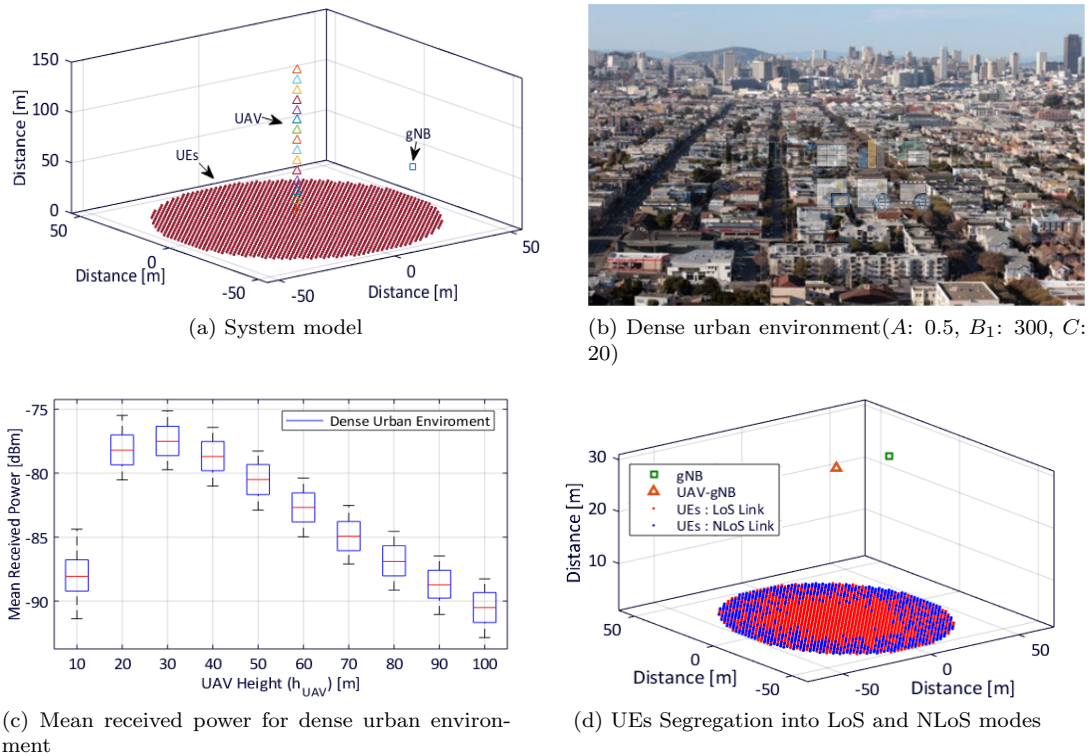 150
100
50
0
Distance [m]
UAV
gNB
UEs
50
0
-50
Distance [m]
-50
0
50
Distance [m]
(a) System model
(b) Dense urban environment(A: 0.5, B₁: 300, C:
20)
-75
-80
-85
-90
Mean Received Power [dBm]
Dense Urban Enviroment
10 20 30 40 50 60 70 80 90 100
UAV Height (h_UAV) [m]
(c) Mean received power for dense urban environ-
ment
30
20
10
Distance [m]
gNB
UAV-gNB
UEs : LoS Link
UEs : NLoS Link
50
0
-50
Distance [m]
-50
0
50
Distance [m]
(d) UEs Segregation into LoS and NLoS modes